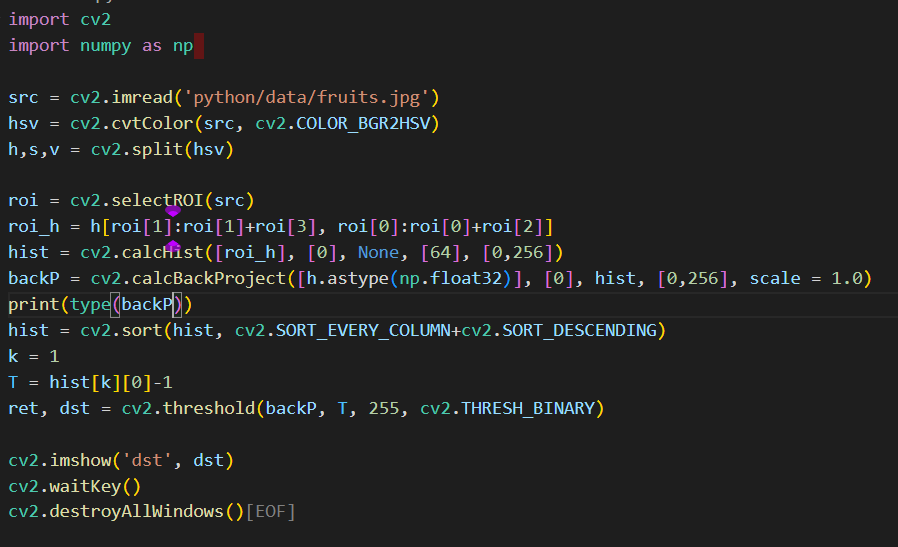 import cv2
import numpy as np
src = cv2.imread('python/data/fruits.jpg')
hsv = cv2.cvtColor(src, cv2.COLOR_BGR2HSV)
h,s,v = cv2.split(hsv)
roi = cv2.selectROI(src)
roi_h = h[roi[1]:roi[1]+roi[3], roi[0]:roi[0]+roi[2]]
hist = cv2.calcHist([roi_h], [0], None, [64], [0,256])
backP = cv2.calcBackProject([h.astype(np.float32)], [0], hist, [0,256], scale = 1.0)
print(type(backP))
hist = cv2.sort(hist, cv2.SORT_EVERY_COLUMN+cv2.SORT_DESCENDING)
k = 1
T = hist[k][0]-1
ret, dst = cv2.threshold(backP, T, 255, cv2.THRESH_BINARY)
cv2.imshow('dst', dst)
cv2.waitKey()
cv2.destroyAllWindows()[EOF]